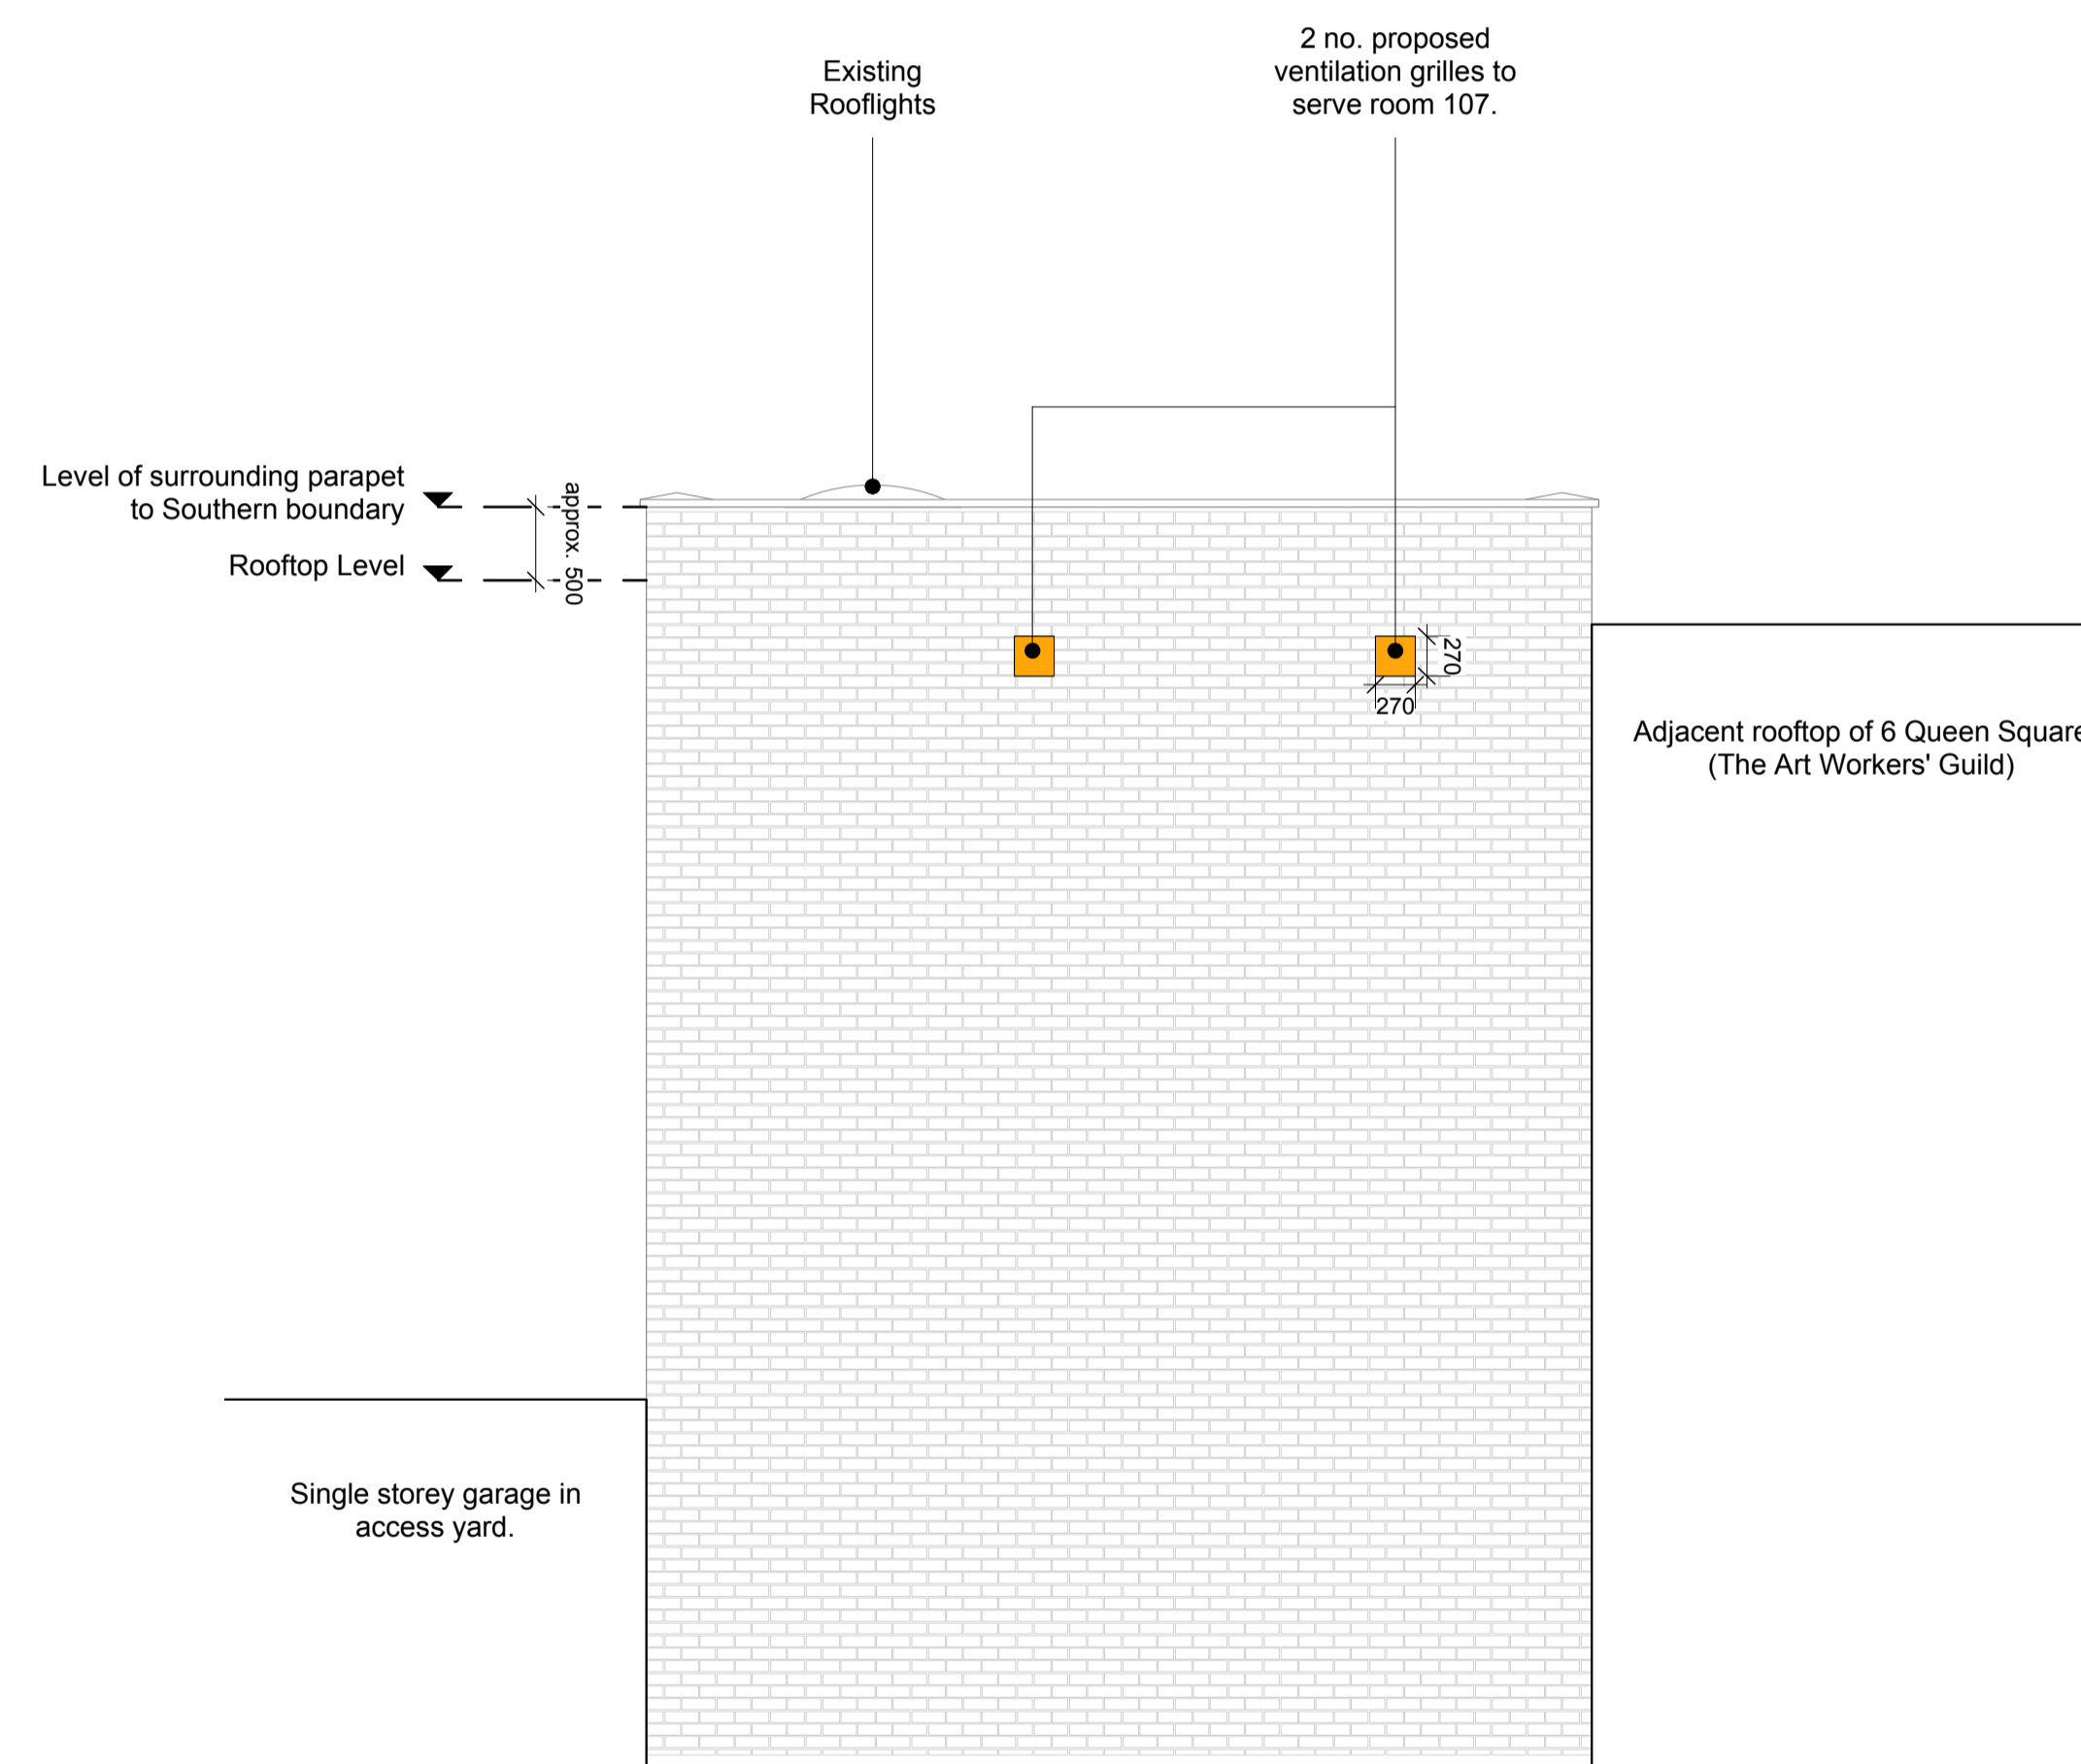 2 no. proposed
ventilation grilles to
serve room 107.
Existing
Rooflights
Level of surrounding parapet
to Southern boundary
approx. 500
Rooftop Level
270
270
Adjacent rooftop of 6 Queen Square
(The Art Workers' Guild)
Single storey garage in
access yard.